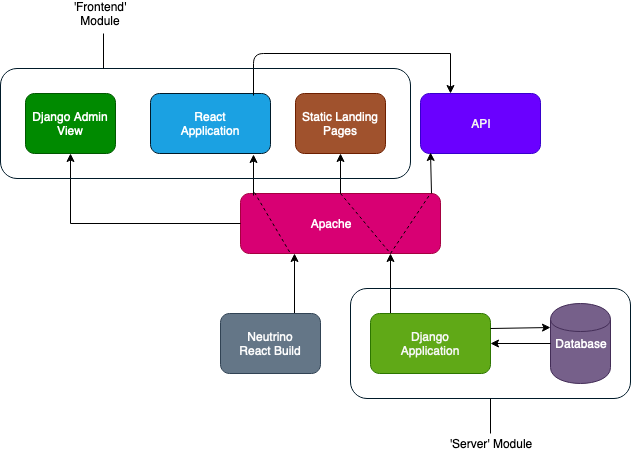 'Frontend'
Module
Django Admin
View
React
Application
Static Landing
Pages
API
Apache
Neutrino
React Build
Django
Application
Database
'Server' Module